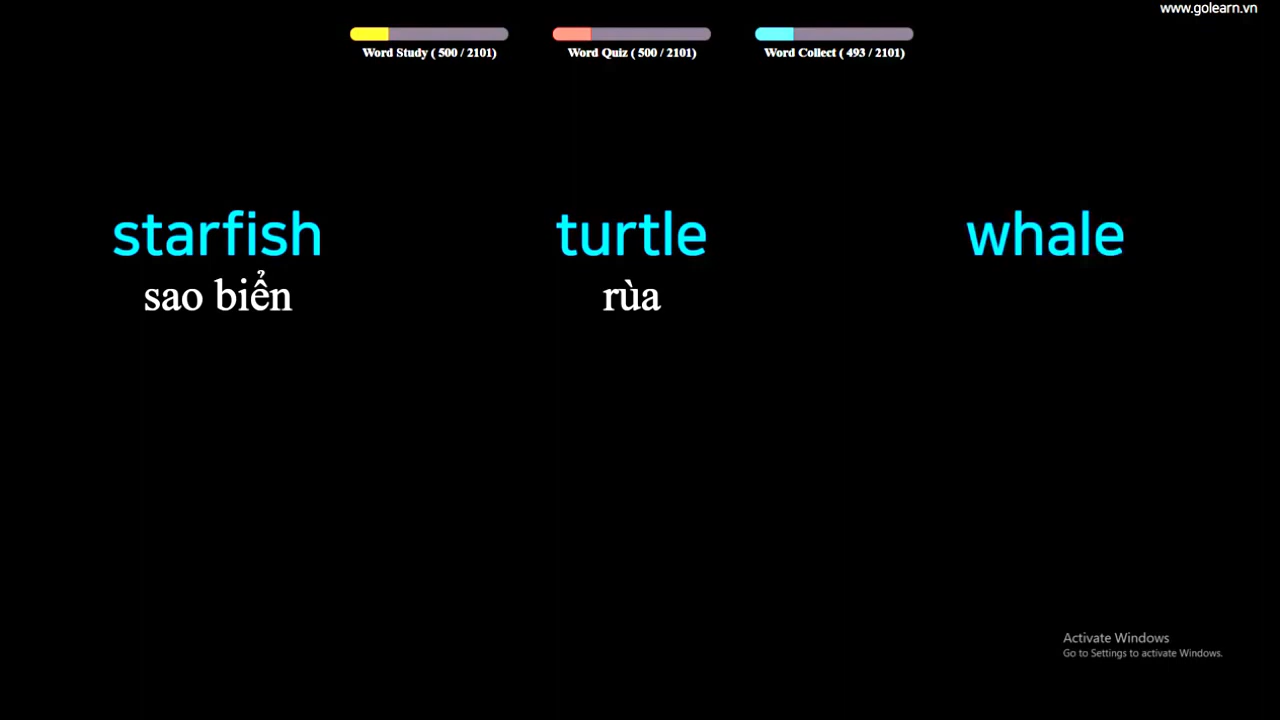 www.golearn.vn
Word Study ( 500 / 2101) Word Quiz ( 500 / 2101) Word Collect ( 493 / 2101)
starfish turtle whale
sao biển rùa
Activate Windows
Go to Settings to activate Windows.